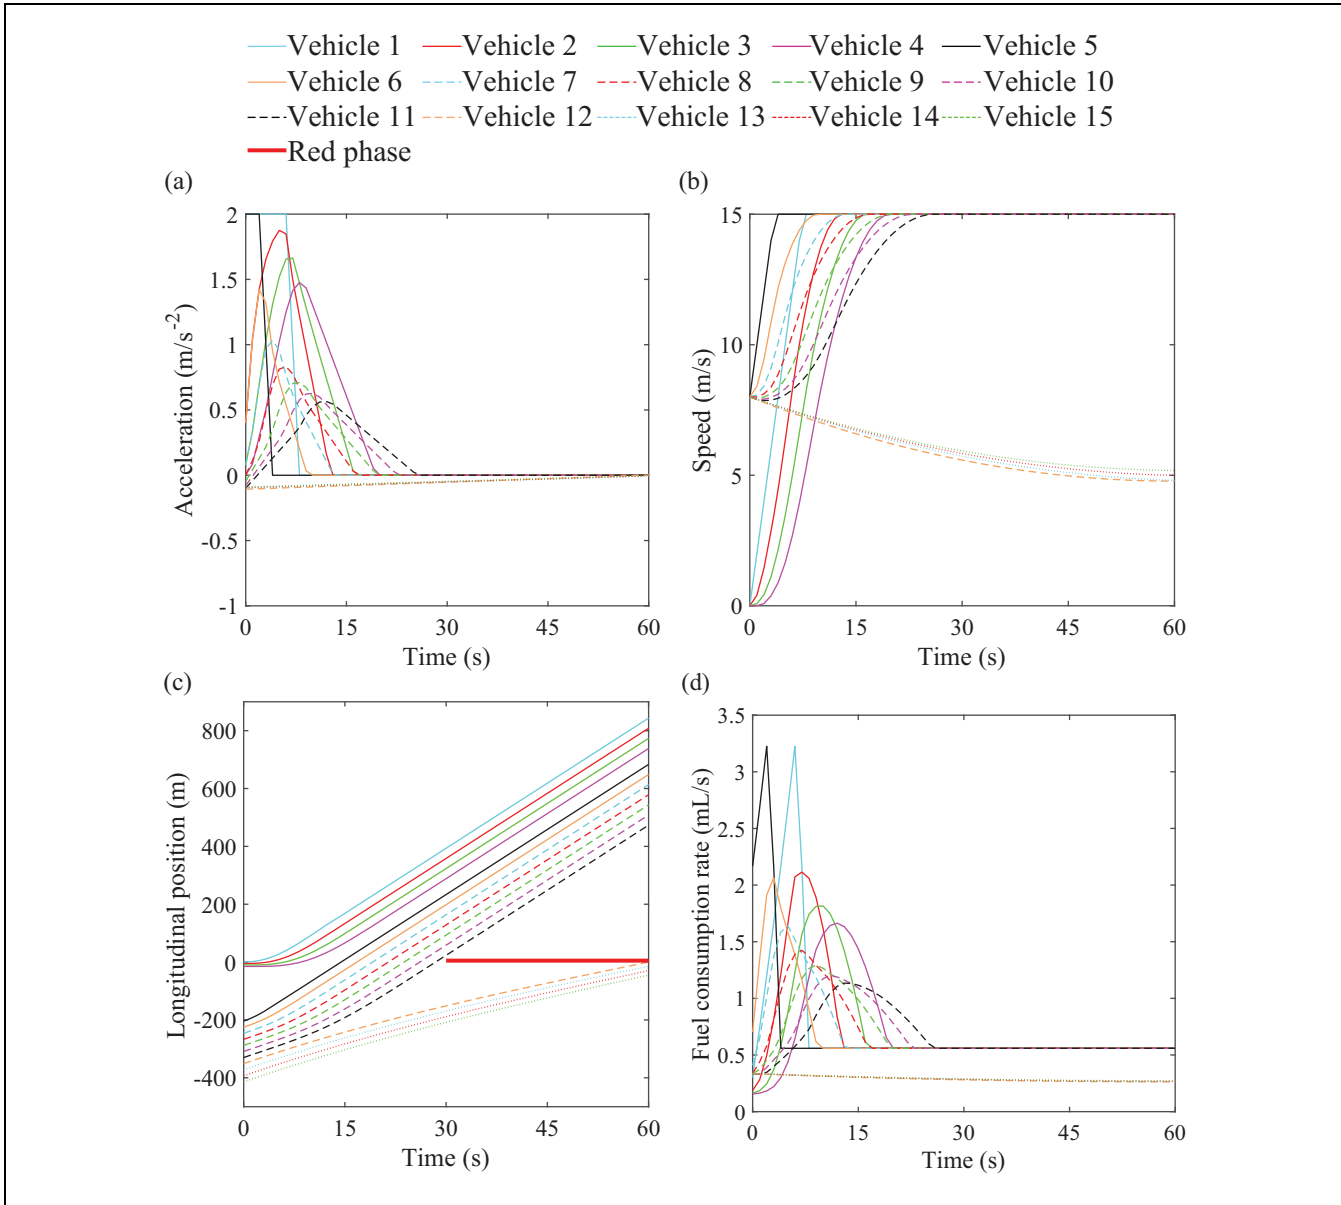 Vehicle 1 Vehicle 2 Vehicle 3 Vehicle 4 Vehicle 5
Vehicle 6 Vehicle 7 Vehicle 8 Vehicle 9 Vehicle 10
Vehicle 11 Vehicle 12 Vehicle 13 Vehicle 14 Vehicle 15
Red phase
(a)
2
1.5
1
0.5
0
-0.5
-1
Acceleration (m/s⁻²)
0 15 30 45 60
Time (s)
(b)
15
10
5
0
Speed (m/s)
0 15 30 45 60
Time (s)
(c)
800
600
400
200
0
-200
-400
Longitudinal position (m)
0 15 30 45 60
Time (s)
(d)
3.5
3
2.5
2
1.5
1
0.5
0
Fuel consumption rate (mL/s)
0 15 30 45 60
Time (s)